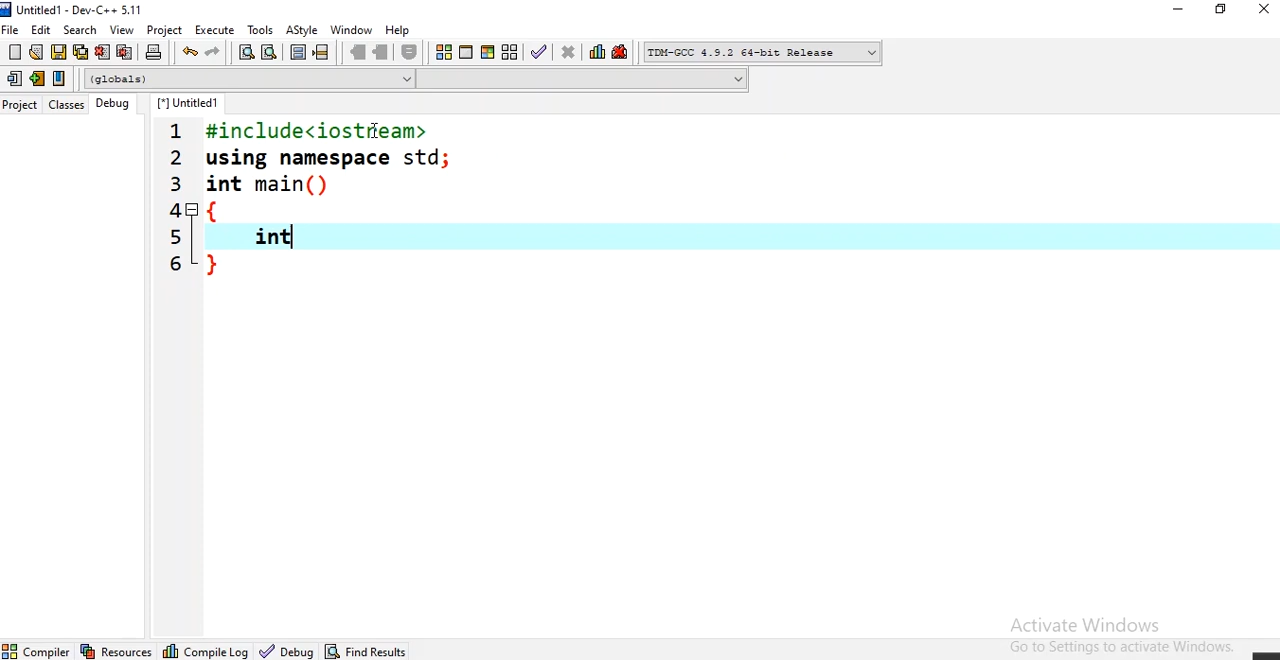 Untitled1 - Dev-C++ 5.11
File Edit Search View Project Execute Tools AStyle Window Help
TDM-GCC 4.9.2 64-bit Release
(globals)
Project Classes Debug [*] Untitled1
1 #include<iostream>
2 using namespace std;
3 int main()
4 {
5 int
6 }
Activate Windows
Go to Settings to activate Windows.
Compiler Resources Compile Log Debug Find Results